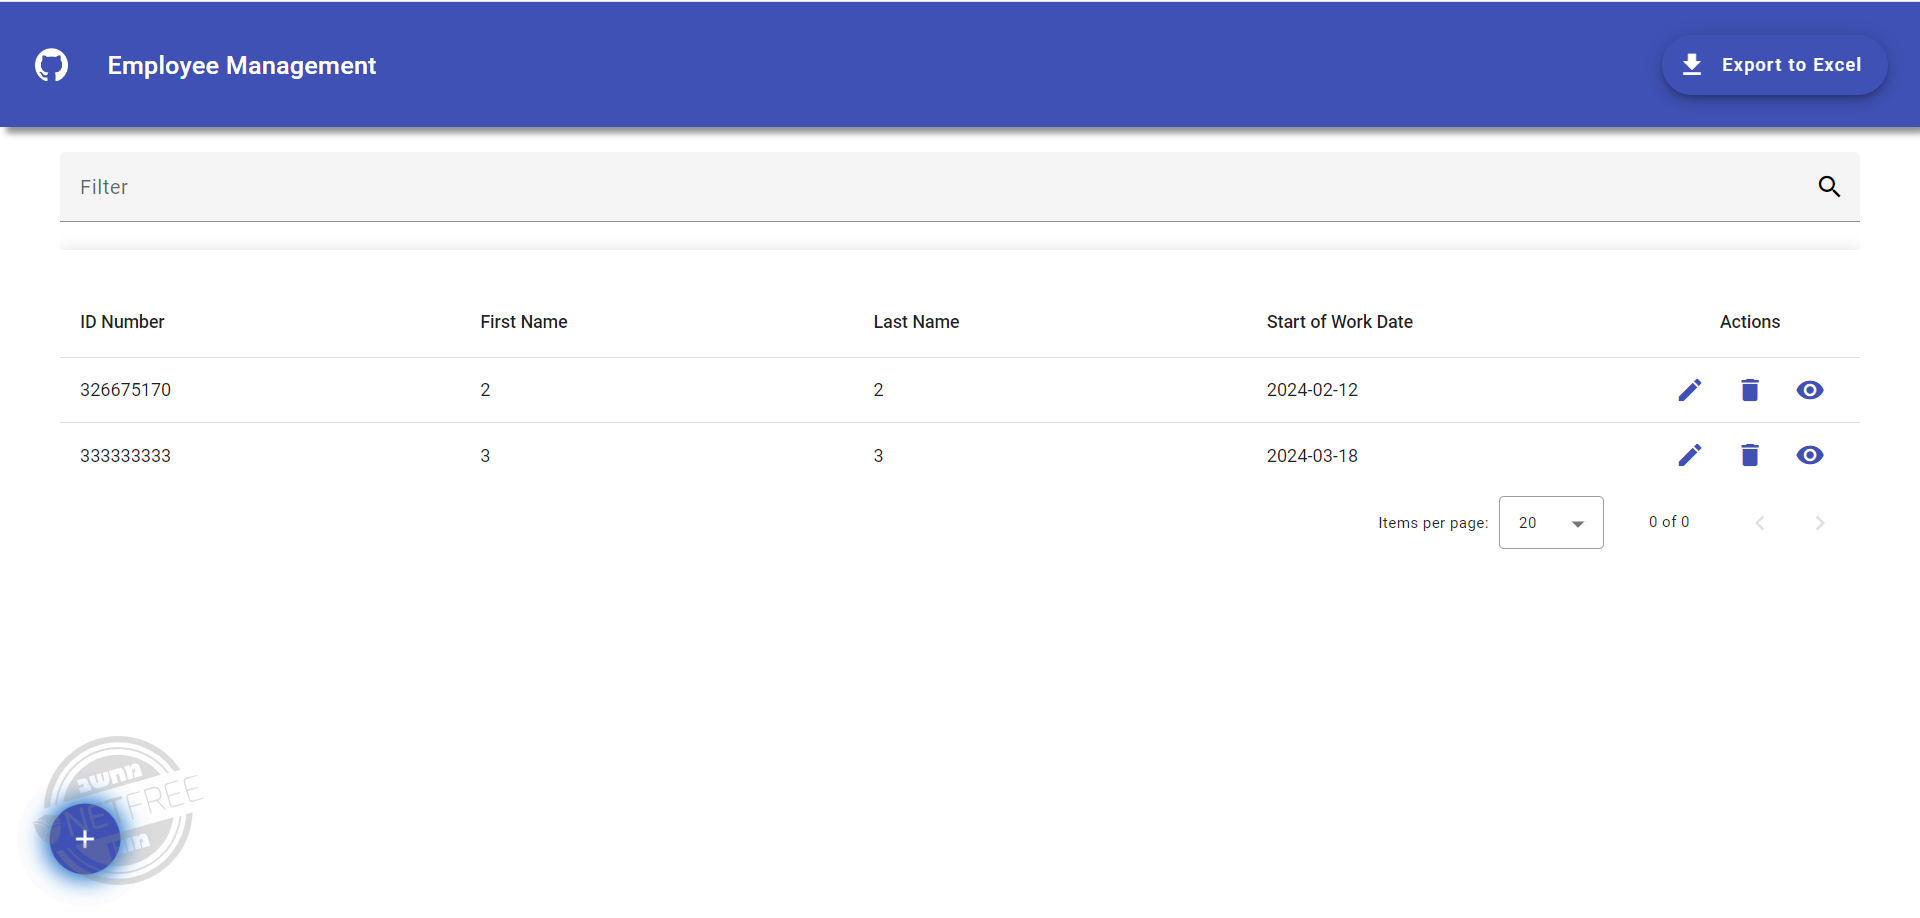 Employee Management
Export to Excel
Filter
ID Number First Name Last Name Start of Work Date Actions
326675170 2 2 2024-02-12
333333333 3 3 2024-03-18
Items per page: 20 0 of 0
NETFREE
+